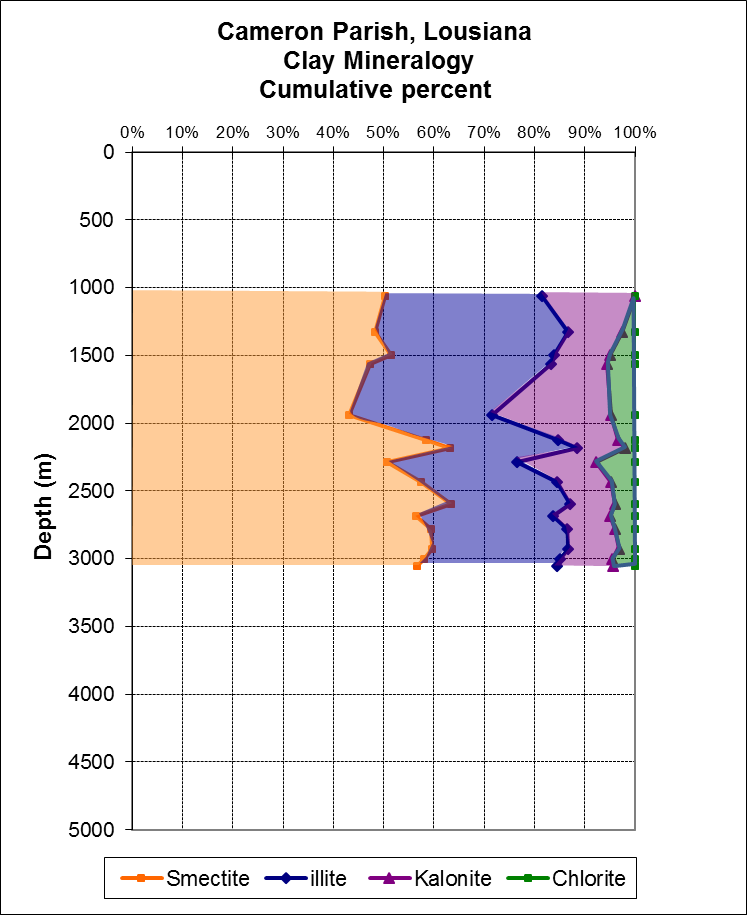 Cameron Parish, Lousiana
Clay Mineralogy
Cumulative percent
0% 10% 20% 30% 40% 50% 60% 70% 80% 90% 100%
0
500
1000
1500
2000
2500
3000
3500
4000
4500
5000
Depth (m)
Smectite illite Kalonite Chlorite